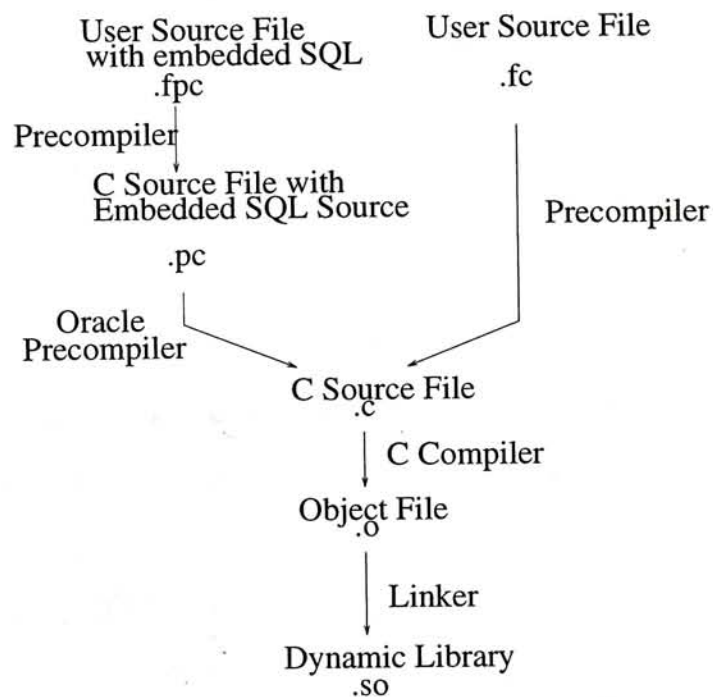 User Source File
with embedded SQL
.fpc
User Source File
.fc
Precompiler
C Source File with
Embedded SQL Source
.pc
Precompiler
Oracle
Precompiler
C Source File
.c
C Compiler
Object File
.o
Linker
Dynamic Library
.so